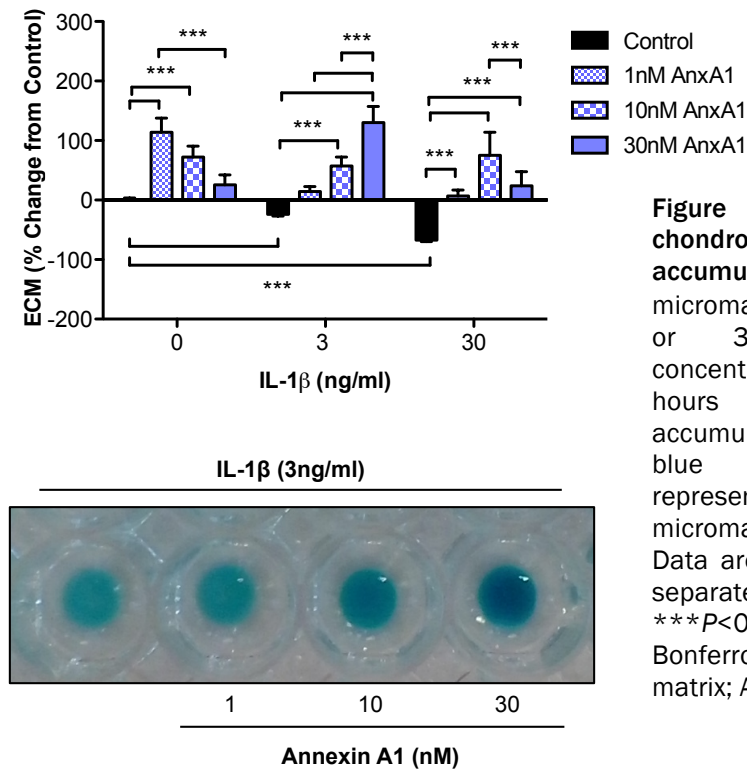 300
200
100
0
-100
-200
ECM (% Change from Control)
***
***
***
***
***
***
***
***
0 3 30
IL-1β (ng/ml)
Control
1nM AnxA1
10nM AnxA1
30nM AnxA1
IL-1β (3ng/ml)
1 10 30
Annexin A1 (nM)
Figure
chondro
accumu
microma
or 3
concent
hours
accumu
blue
represen
microma
Data are
separate
***P<0
Bonferro
matrix; A